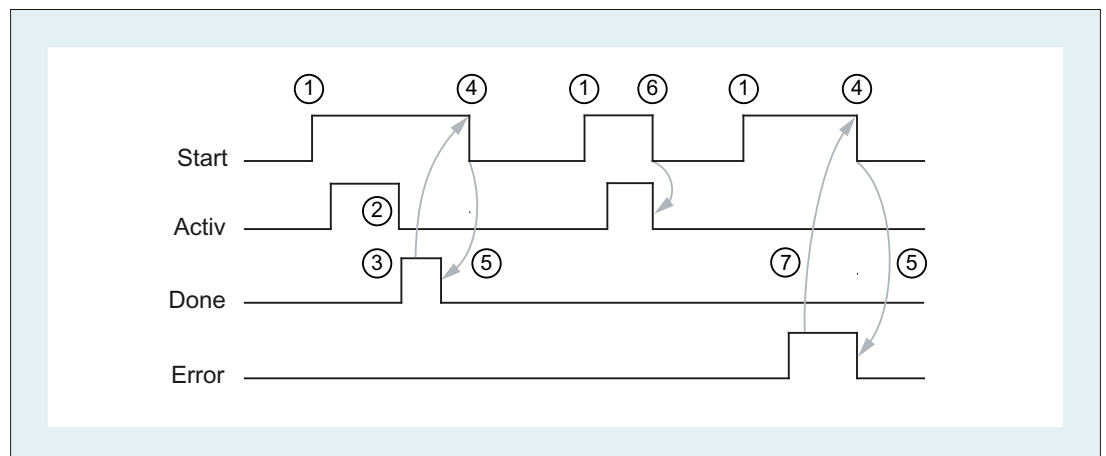 ① ④ ① ⑥ ① ④
Start
Activ ②
③ ⑤ ⑦ ⑤
Done
Error